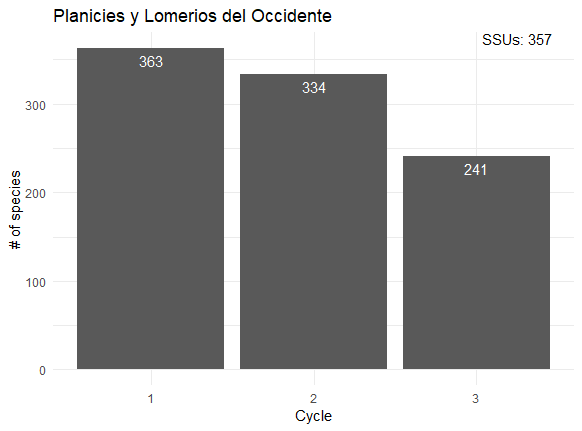 Planicies y Lomerios del Occidente
SSUs: 357
363
334
241
# of species
300
200
100
0
1
2
3
Cycle